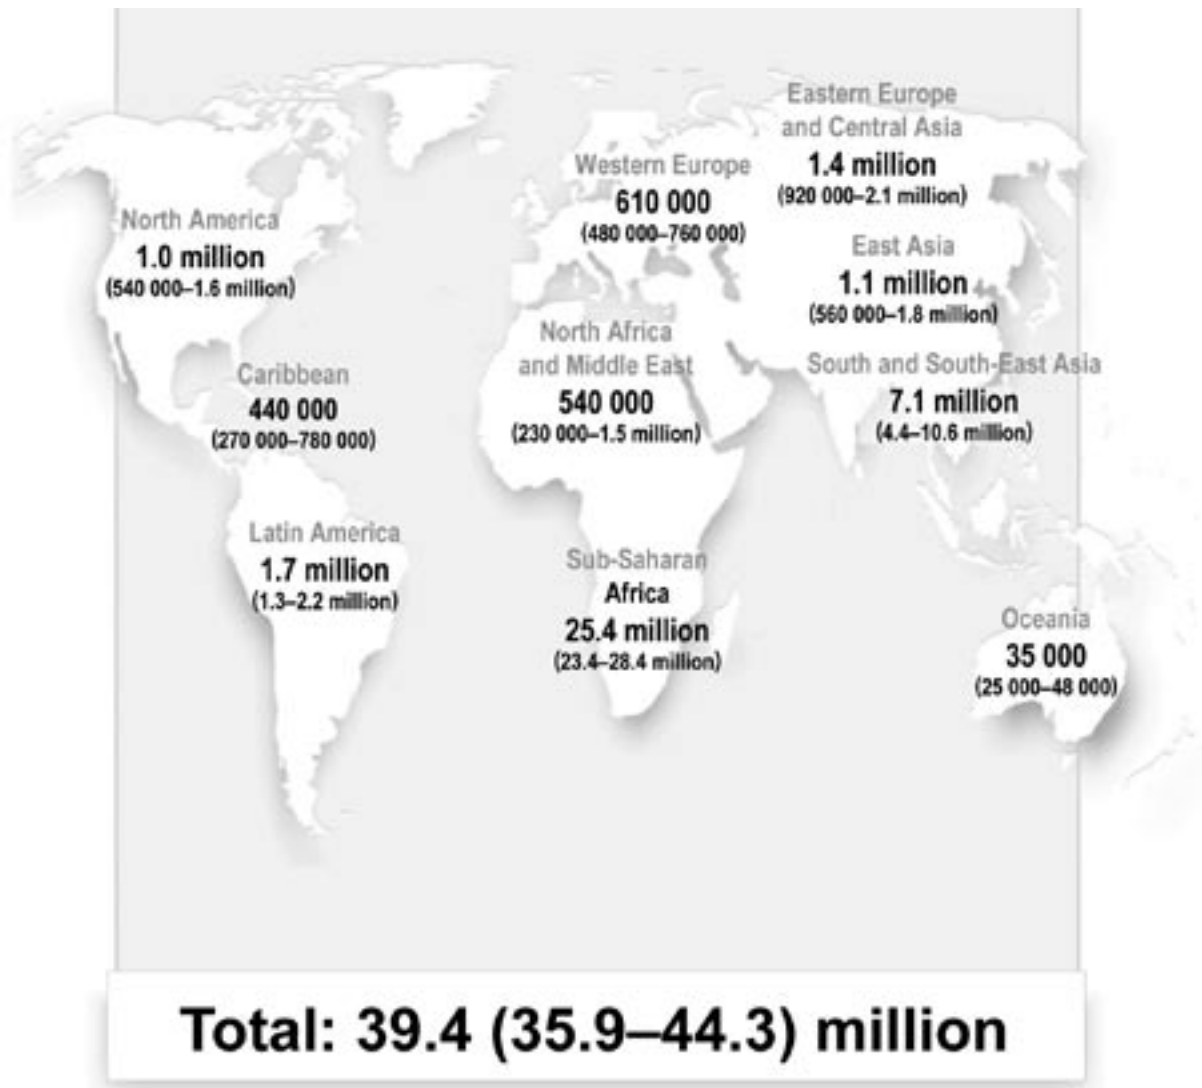 Eastern Europe
and Central Asia
1.4 million
(920 000–2.1 million)
Western Europe
610 000
(480 000–760 000)
North America
1.0 million
(540 000–1.6 million)
East Asia
1.1 million
(560 000–1.8 million)
North Africa
and Middle East
540 000
(230 000–1.5 million)
South and South-East Asia
7.1 million
(4.4–10.6 million)
Caribbean
440 000
(270 000–780 000)
Latin America
1.7 million
(1.3–2.2 million)
Sub-Saharan
Africa
25.4 million
(23.4–28.4 million)
Oceania
35 000
(25 000–48 000)
Total: 39.4 (35.9–44.3) million